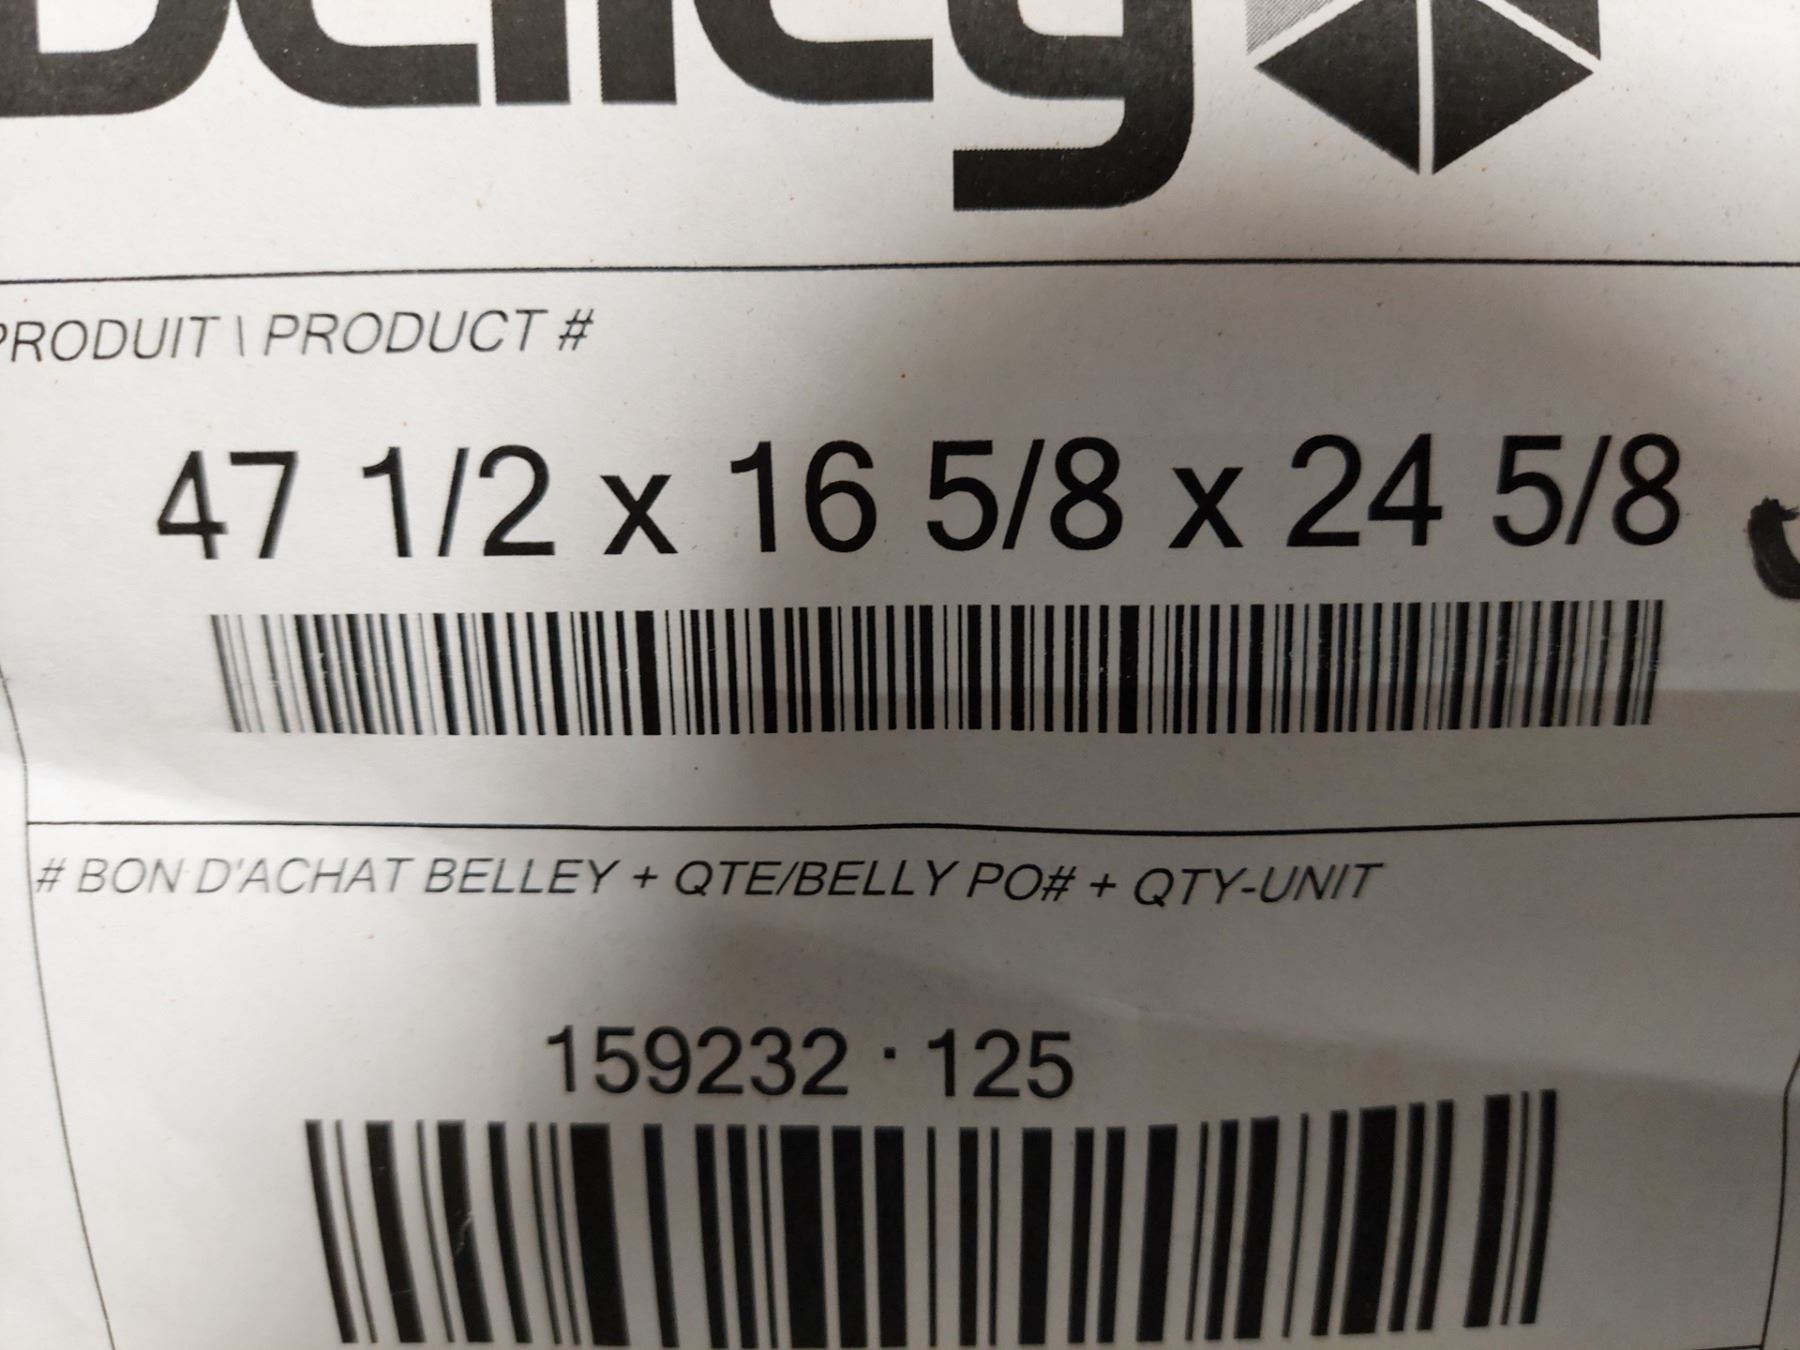 belley
PRODUIT \ PRODUCT #
47 1/2 x 16 5/8 x 24 5/8
# BON D'ACHAT BELLEY + QTE/BELLY PO# + QTY-UNIT
159232 · 125